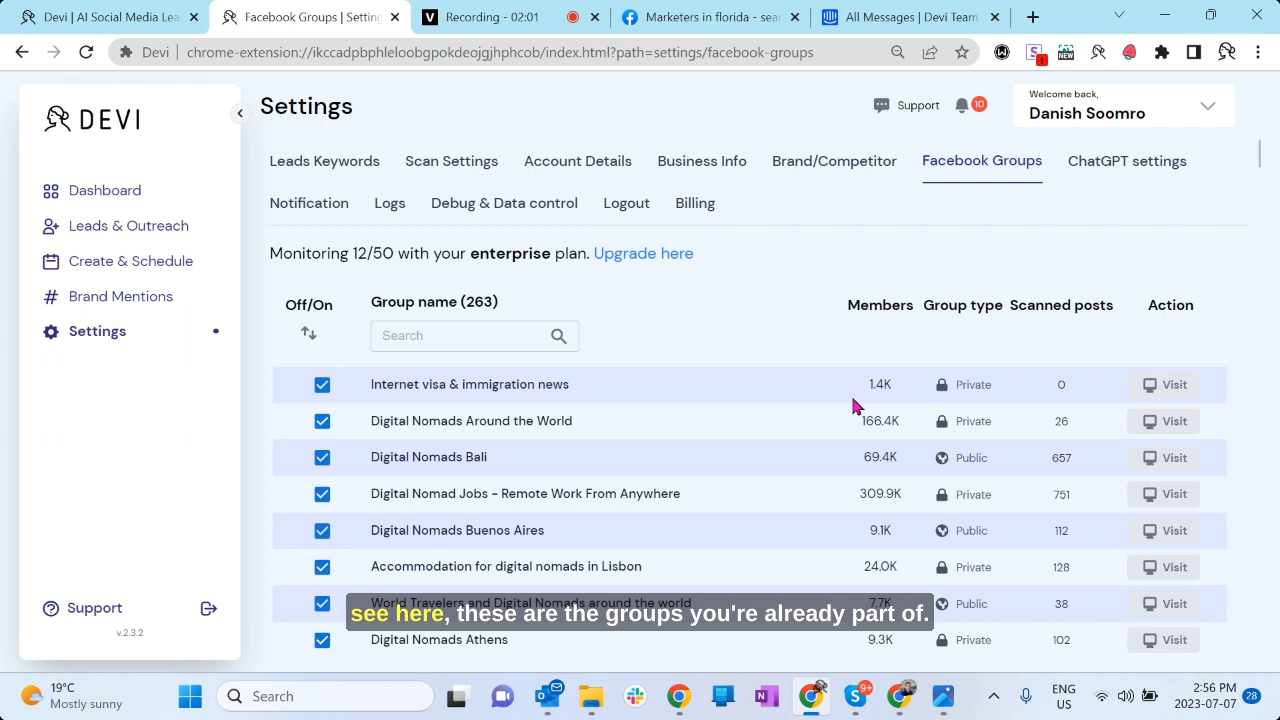 Devi | AI Social Media Lead
Facebook Groups | Setting
Recording - 02:01
Marketers in florida - sear
All Messages | Devi Team
Devi | chrome-extension://ikccadpbphleloobgpokdeojgjhphcob/index.html?path=settings/facebook-groups
1
NEW
DEVI
Settings
Support
10
Welcome back,
Danish Soomro
Leads Keywords Scan Settings Account Details Business Info Brand/Competitor Facebook Groups ChatGPT settings
Notification Logs Debug & Data control Logout Billing
Dashboard
Leads & Outreach
Create & Schedule
Brand Mentions
Settings
Monitoring 12/50 with your enterprise plan. Upgrade here
Off/On Group name (263) Members Group type Scanned posts Action
Search
Internet visa & immigration news 1.4K Private 0 Visit
Digital Nomads Around the World 166.4K Private 26 Visit
Digital Nomads Bali 69.4K Public 657 Visit
Digital Nomad Jobs - Remote Work From Anywhere 309.9K Private 751 Visit
Digital Nomads Buenos Aires 9.1K Public 112 Visit
Accommodation for digital nomads in Lisbon 24.0K Private 128 Visit
World Travelers and Digital Nomads around the world 7.7K Public 38 Visit
see here, these are the groups you're already part of.
Digital Nomads Athens 9.3K Private 102 Visit
Support
v.2.3.2
19°C
Mostly sunny
Search
9+
ENG
US
2:56 PM
2023-07-07
28